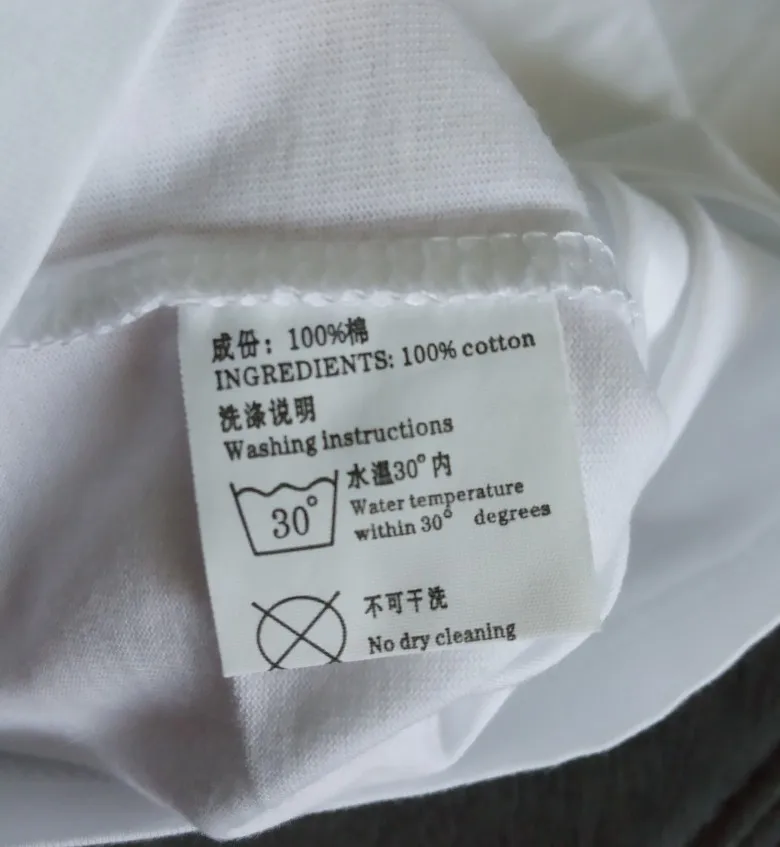 成份：100%棉
INGREDIENTS: 100% cotton
洗涤说明
Washing instructions
30°
水温30°内
Water temperature
within 30° degrees
不可干洗
No dry cleaning